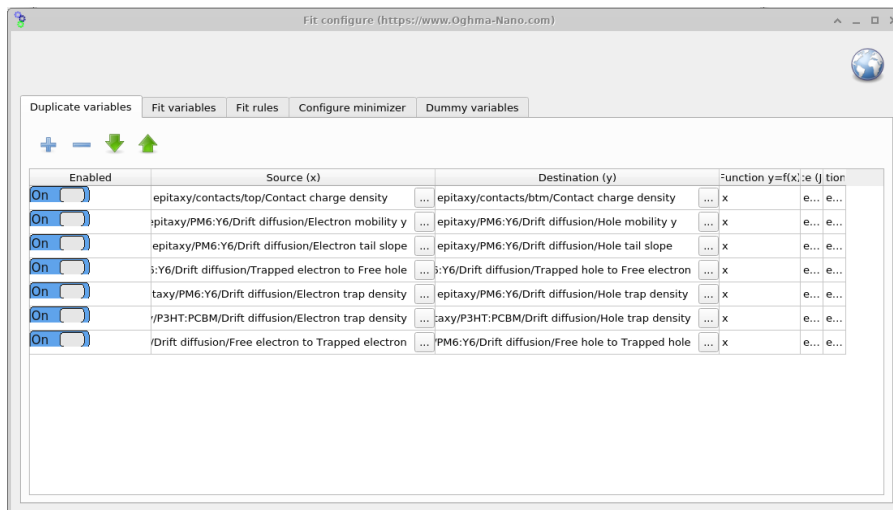 Fit configure (https://www.Oghma-Nano.com)
Duplicate variables Fit variables Fit rules Configure minimizer Dummy variables
Enabled Source (x) Destination (y) Function y=f(x) :e (J tion
On epitaxy/contacts/top/Contact charge density ... epitaxy/contacts/btm/Contact charge density ... x e... e...
On epitaxy/PM6:Y6/Drift diffusion/Electron mobility y ... epitaxy/PM6:Y6/Drift diffusion/Hole mobility y ... x e... e...
On epitaxy/PM6:Y6/Drift diffusion/Electron tail slope ... epitaxy/PM6:Y6/Drift diffusion/Hole tail slope ... x e... e...
On 6:Y6/Drift diffusion/Trapped electron to Free hole ... 6:Y6/Drift diffusion/Trapped hole to Free electron ... x e... e...
On taxy/PM6:Y6/Drift diffusion/Electron trap density ... epitaxy/PM6:Y6/Drift diffusion/Hole trap density ... x e... e...
On y/P3HT:PCBM/Drift diffusion/Electron trap density ... taxy/P3HT:PCBM/Drift diffusion/Hole trap density ... x e... e...
On /Drift diffusion/Free electron to Trapped electron ... PM6:Y6/Drift diffusion/Free hole to Trapped hole ... x e... e...